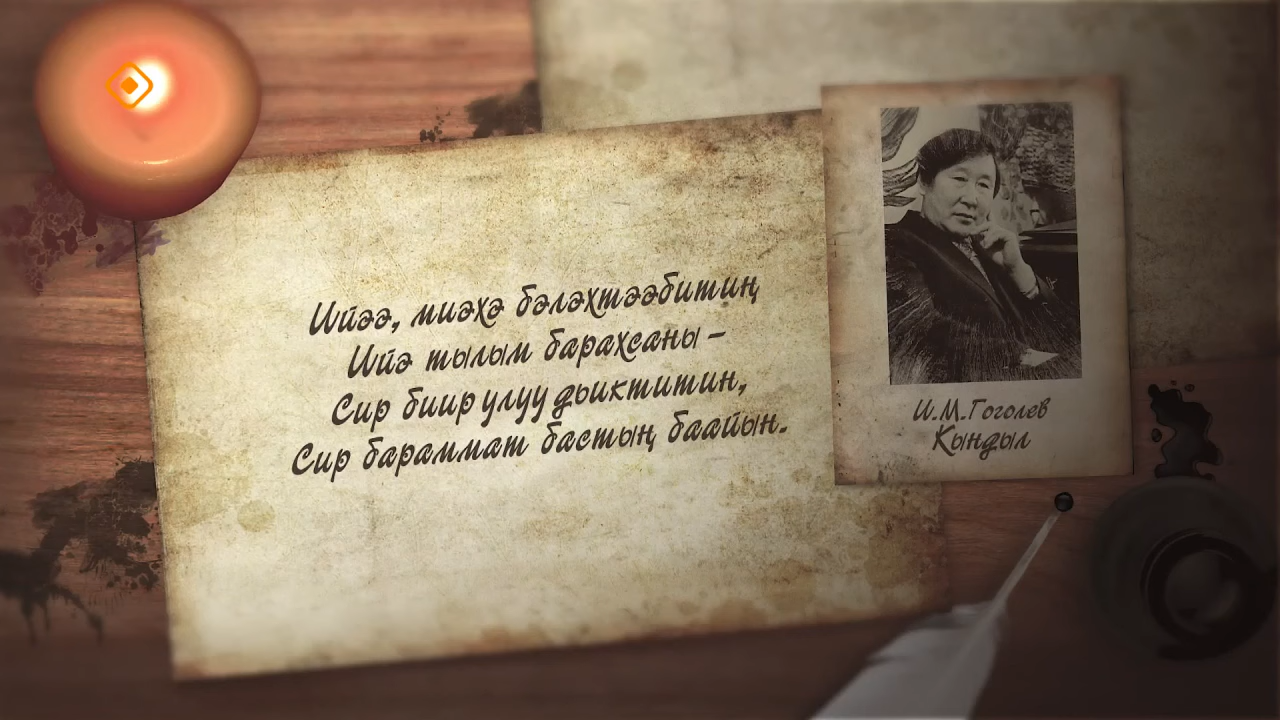 Ийээ, миэхэ бэлэхтээбитиҥ
Ийэ тылым барахсаны –
Сир биир улуу дьиктитин,
Сир бараммат бастыҥ баайын.
И.М.Гоголев
Кындыл